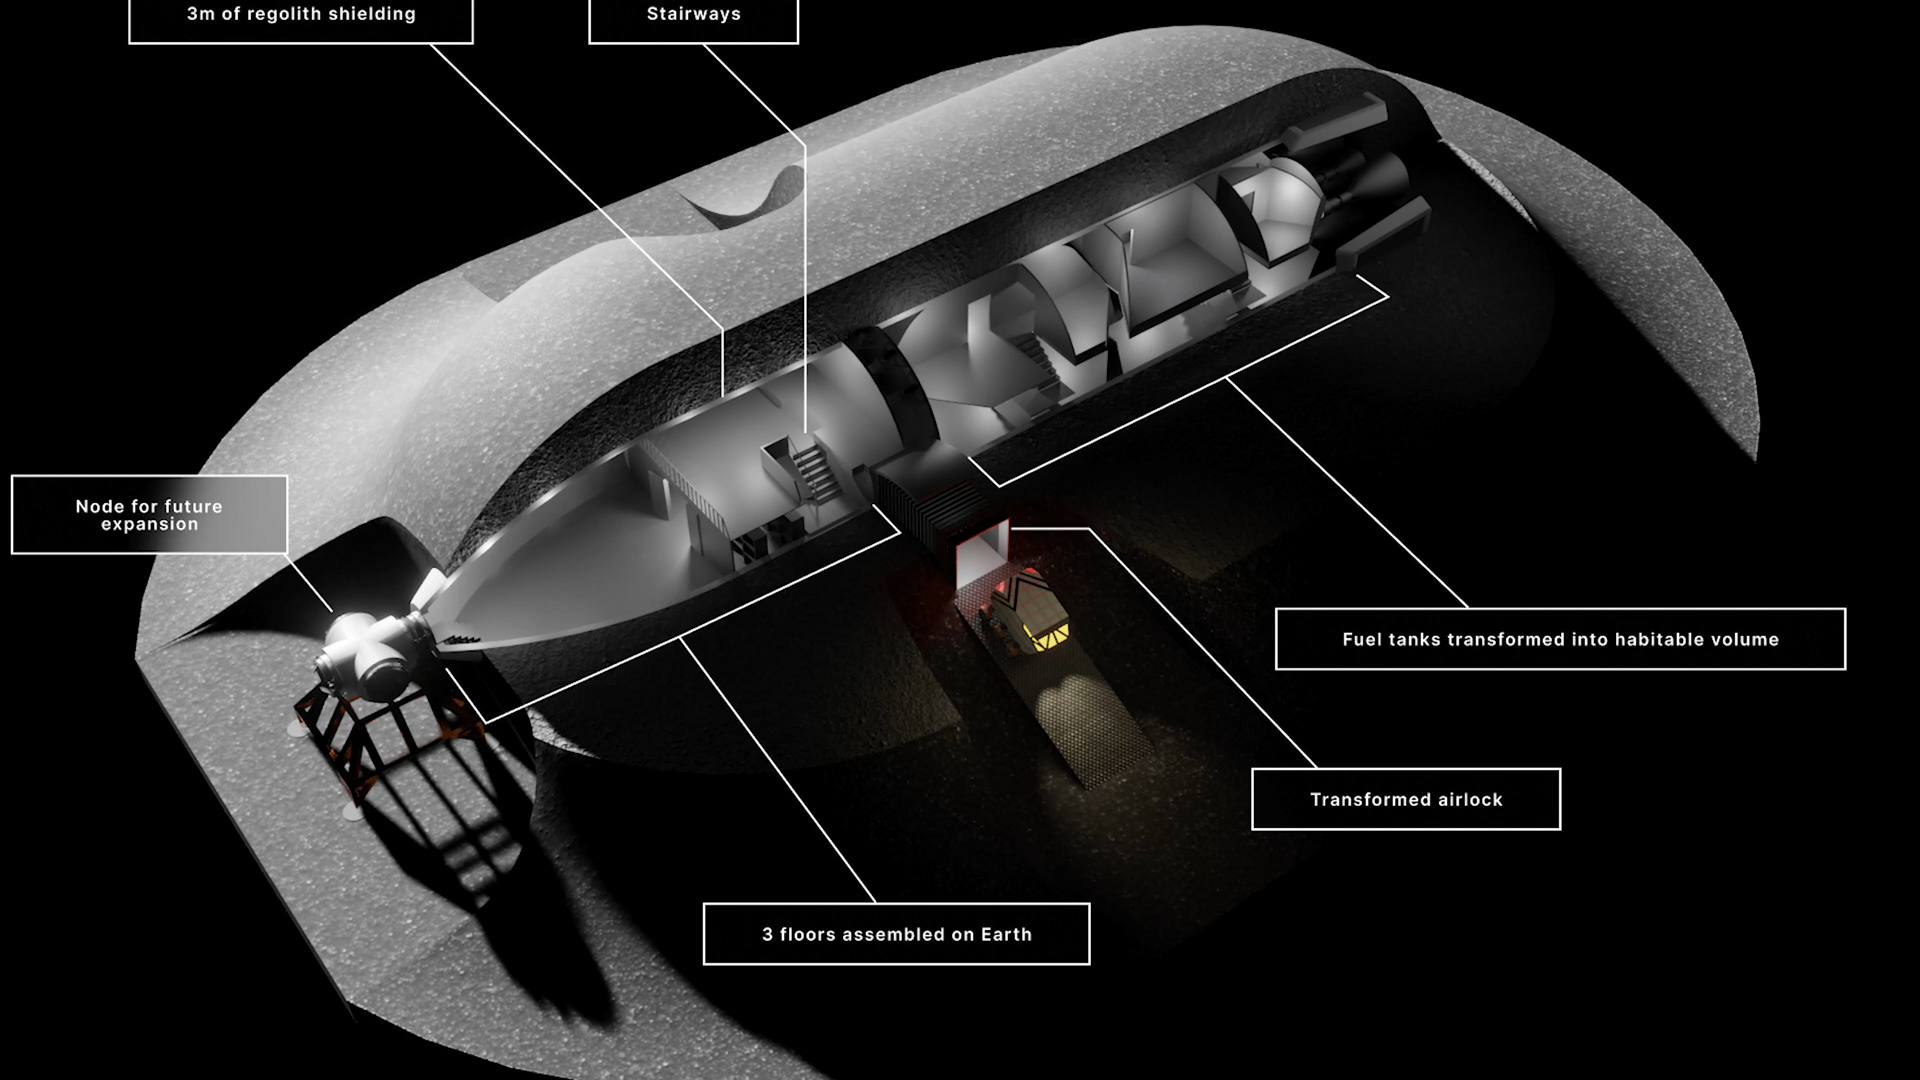 3m of regolith shielding
Stairways
Node for future
expansion
Fuel tanks transformed into habitable volume
Transformed airlock
3 floors assembled on Earth